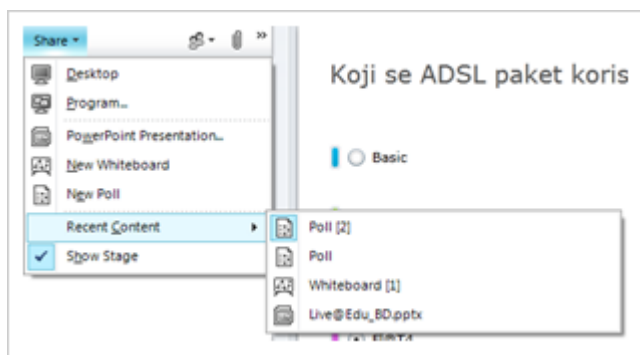 Share
»
Koji se ADSL paket koris
Desktop
Program...
PowerPoint Presentation...
Basic
New Whiteboard
New Poll
Recent Content
Poll [2]
Show Stage
Poll
Whiteboard [1]
Live@Edu_BD.pptx